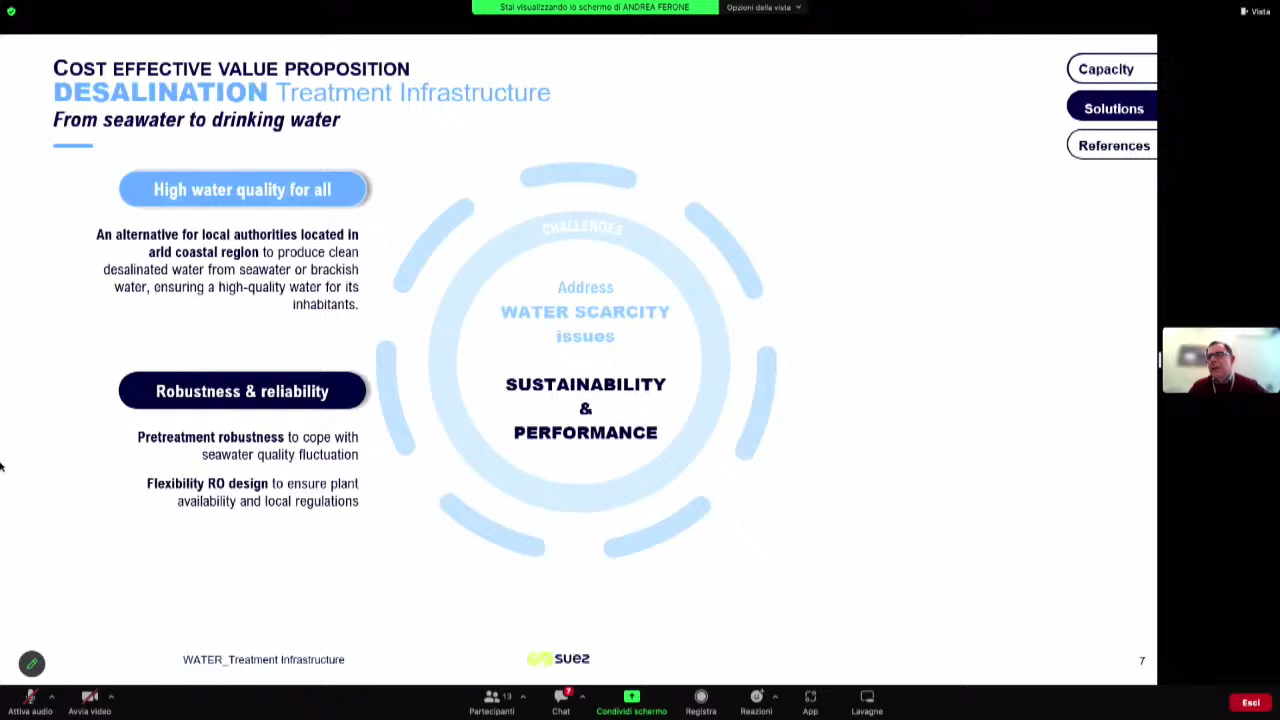 Stai visualizzando lo schermo di ANDREA FERONE
Opzioni della vista
Vista
COST EFFECTIVE VALUE PROPOSITION
DESALINATION Treatment Infrastructure
From seawater to drinking water
Capacity
Solutions
References
High water quality for all
An alternative for local authorities located in
arid coastal region to produce clean
desalinated water from seawater or brackish
water, ensuring a high-quality water for its
inhabitants.
Robustness & reliability
Pretreatment robustness to cope with
seawater quality fluctuation
Flexibility RO design to ensure plant
availability and local regulations
CHALLENGES
Address
WATER SCARCITY
issues
SUSTAINABILITY
&
PERFORMANCE
WATER_Treatment Infrastructure
suez
7
Attiva audio
Avvia video
Partecipanti
13
Chat
7
Condividi schermo
Registra
Reazioni
App
Lavagne
Esci